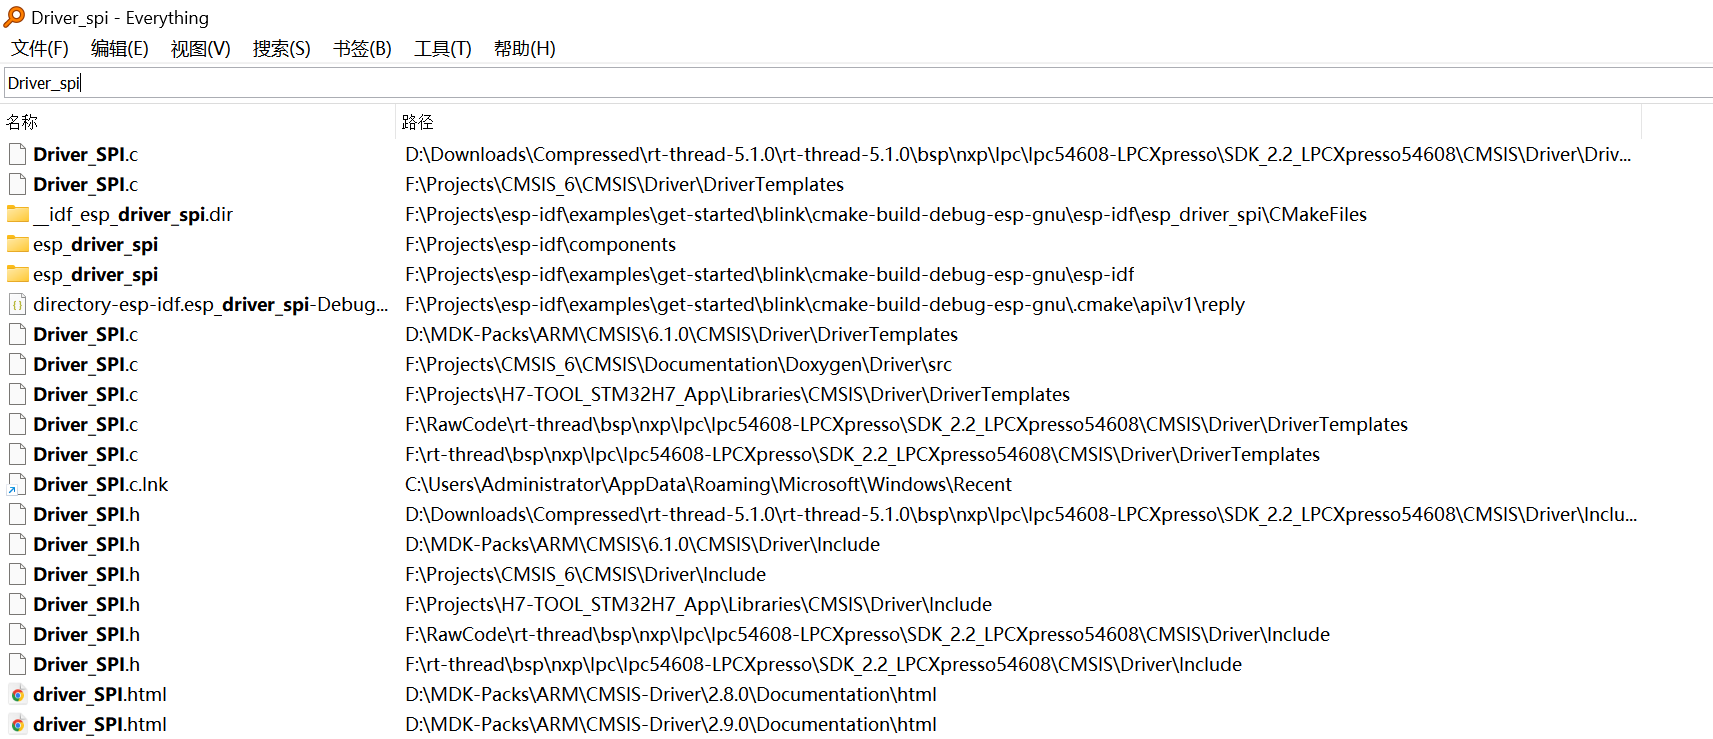 Driver_spi - Everything
文件(F) 编辑(E) 视图(V) 搜索(S) 书签(B) 工具(T) 帮助(H)
Driver_spi
名称 路径
Driver_SPI.c D:\Downloads\Compressed\rt-thread-5.1.0\rt-thread-5.1.0\bsp\nxp\lpc\lpc54608-LPCXpresso\SDK_2.2_LPCXpresso54608\CMSIS\Driver\Driv...
Driver_SPI.c F:\Projects\CMSIS_6\CMSIS\Driver\DriverTemplates
__idf_esp_driver_spi.dir F:\Projects\esp-idf\examples\get-started\blink\cmake-build-debug-esp-gnu\esp-idf\esp_driver_spi\CMakeFiles
esp_driver_spi F:\Projects\esp-idf\components
esp_driver_spi F:\Projects\esp-idf\examples\get-started\blink\cmake-build-debug-esp-gnu\esp-idf
directory-esp-idf.esp_driver_spi-Debug... F:\Projects\esp-idf\examples\get-started\blink\cmake-build-debug-esp-gnu\.cmake\api\v1\reply
Driver_SPI.c D:\MDK-Packs\ARM\CMSIS\6.1.0\CMSIS\Driver\DriverTemplates
Driver_SPI.c F:\Projects\CMSIS_6\CMSIS\Documentation\Doxygen\Driver\src
Driver_SPI.c F:\Projects\H7-TOOL_STM32H7_App\Libraries\CMSIS\Driver\DriverTemplates
Driver_SPI.c F:\RawCode\rt-thread\bsp\nxp\lpc\lpc54608-LPCXpresso\SDK_2.2_LPCXpresso54608\CMSIS\Driver\DriverTemplates
Driver_SPI.c F:\rt-thread\bsp\nxp\lpc\lpc54608-LPCXpresso\SDK_2.2_LPCXpresso54608\CMSIS\Driver\DriverTemplates
Driver_SPI.c.lnk C:\Users\Administrator\AppData\Roaming\Microsoft\Windows\Recent
Driver_SPI.h D:\Downloads\Compressed\rt-thread-5.1.0\rt-thread-5.1.0\bsp\nxp\lpc\lpc54608-LPCXpresso\SDK_2.2_LPCXpresso54608\CMSIS\Driver\Inclu...
Driver_SPI.h D:\MDK-Packs\ARM\CMSIS\6.1.0\CMSIS\Driver\Include
Driver_SPI.h F:\Projects\CMSIS_6\CMSIS\Driver\Include
Driver_SPI.h F:\Projects\H7-TOOL_STM32H7_App\Libraries\CMSIS\Driver\Include
Driver_SPI.h F:\RawCode\rt-thread\bsp\nxp\lpc\lpc54608-LPCXpresso\SDK_2.2_LPCXpresso54608\CMSIS\Driver\Include
Driver_SPI.h F:\rt-thread\bsp\nxp\lpc\lpc54608-LPCXpresso\SDK_2.2_LPCXpresso54608\CMSIS\Driver\Include
driver_SPI.html D:\MDK-Packs\ARM\CMSIS-Driver\2.8.0\Documentation\html
driver_SPI.html D:\MDK-Packs\ARM\CMSIS-Driver\2.9.0\Documentation\html